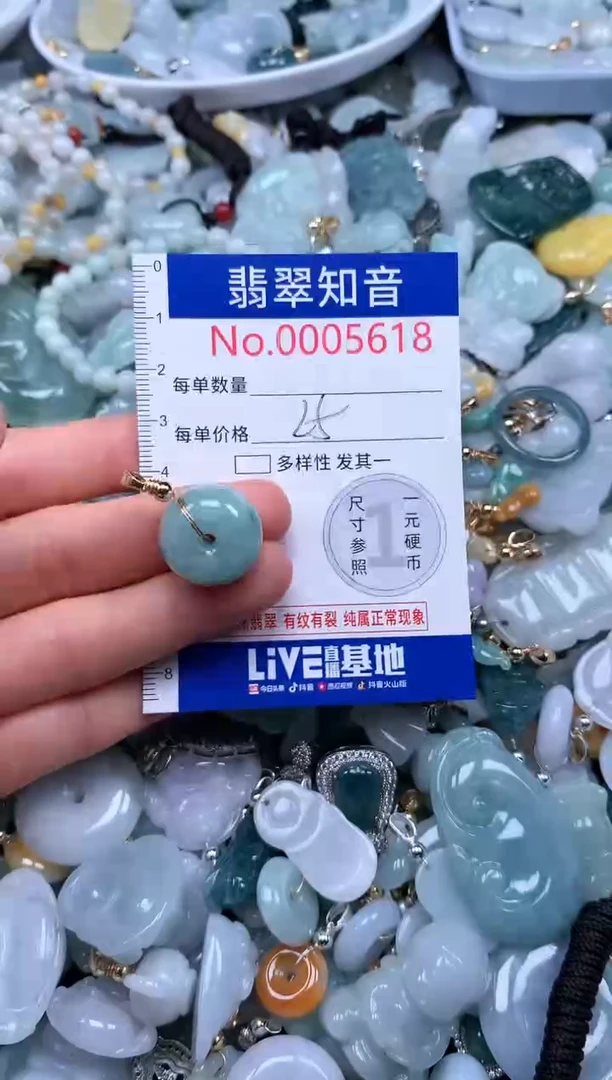 0
翡翠知音
1
No.0005618
2
每单数量
3
每单价格
4
多样性 发其一
尺寸参照
一元硬币
1
翡翠 有纹有裂 纯属正常现象
8
LiVE直播基地
今日头条 抖音 西瓜视频 抖音火山版